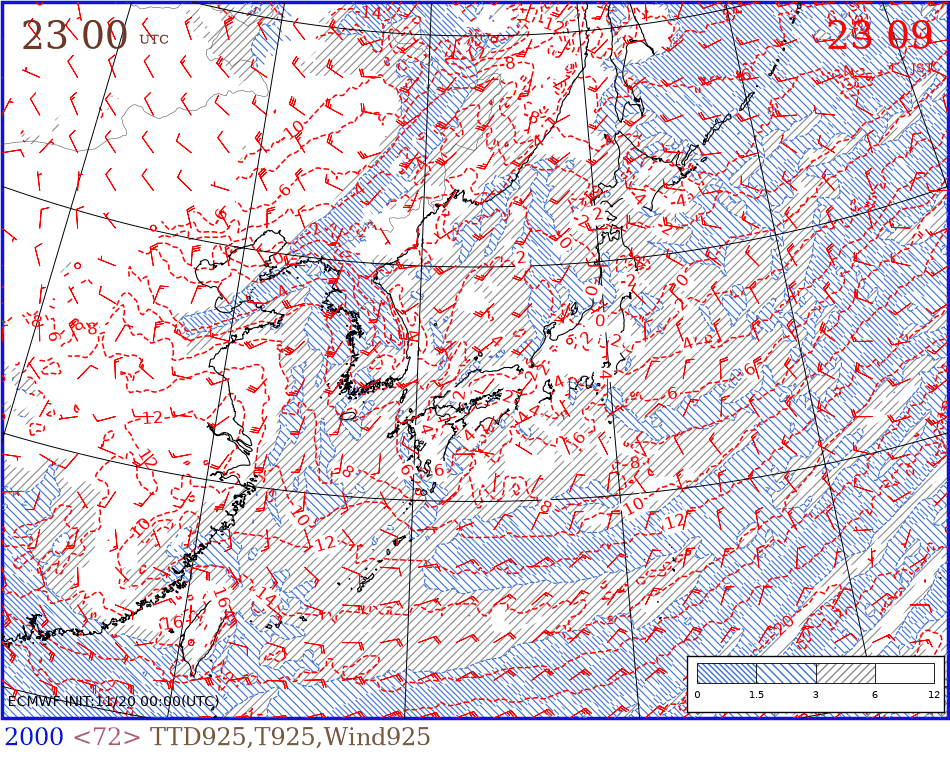 23 00 UTC
23 09
JST
ECMWF INIT;11/20 00:00(UTC)
0 1.5 3 6 12
2000 <72> TTD925,T925,Wind925